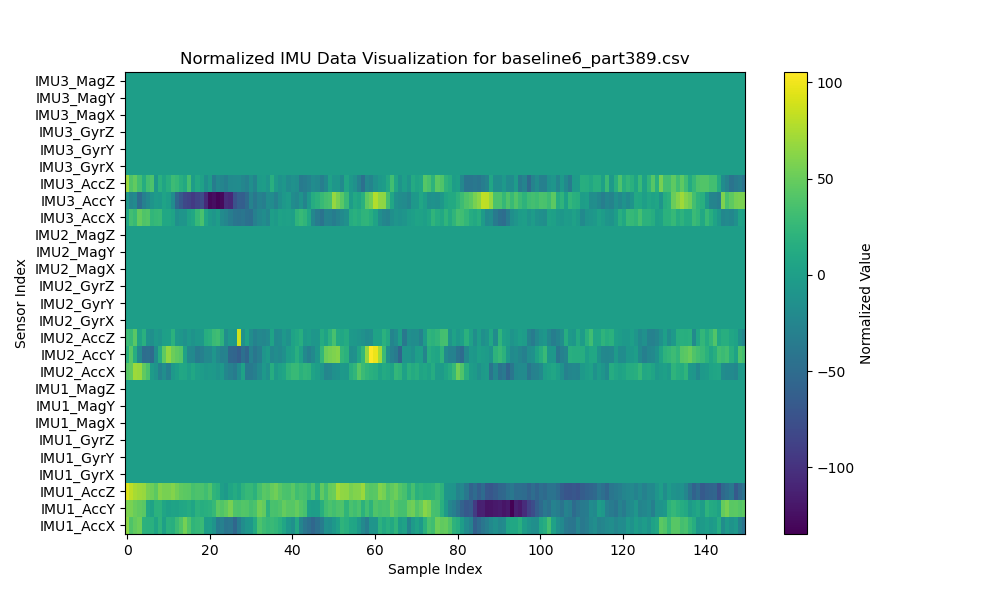 Normalized IMU Data Visualization for baseline6_part389.csv
IMU3_MagZ
IMU3_MagY
IMU3_MagX
IMU3_GyrZ
IMU3_GyrY
IMU3_GyrX
IMU3_AccZ
IMU3_AccY
IMU3_AccX
IMU2_MagZ
IMU2_MagY
IMU2_MagX
IMU2_GyrZ
IMU2_GyrY
IMU2_GyrX
IMU2_AccZ
IMU2_AccY
IMU2_AccX
IMU1_MagZ
IMU1_MagY
IMU1_MagX
IMU1_GyrZ
IMU1_GyrY
IMU1_GyrX
IMU1_AccZ
IMU1_AccY
IMU1_AccX
Sensor Index
0 20 40 60 80 100 120 140
Sample Index
100
50
0
−50
−100
Normalized Value